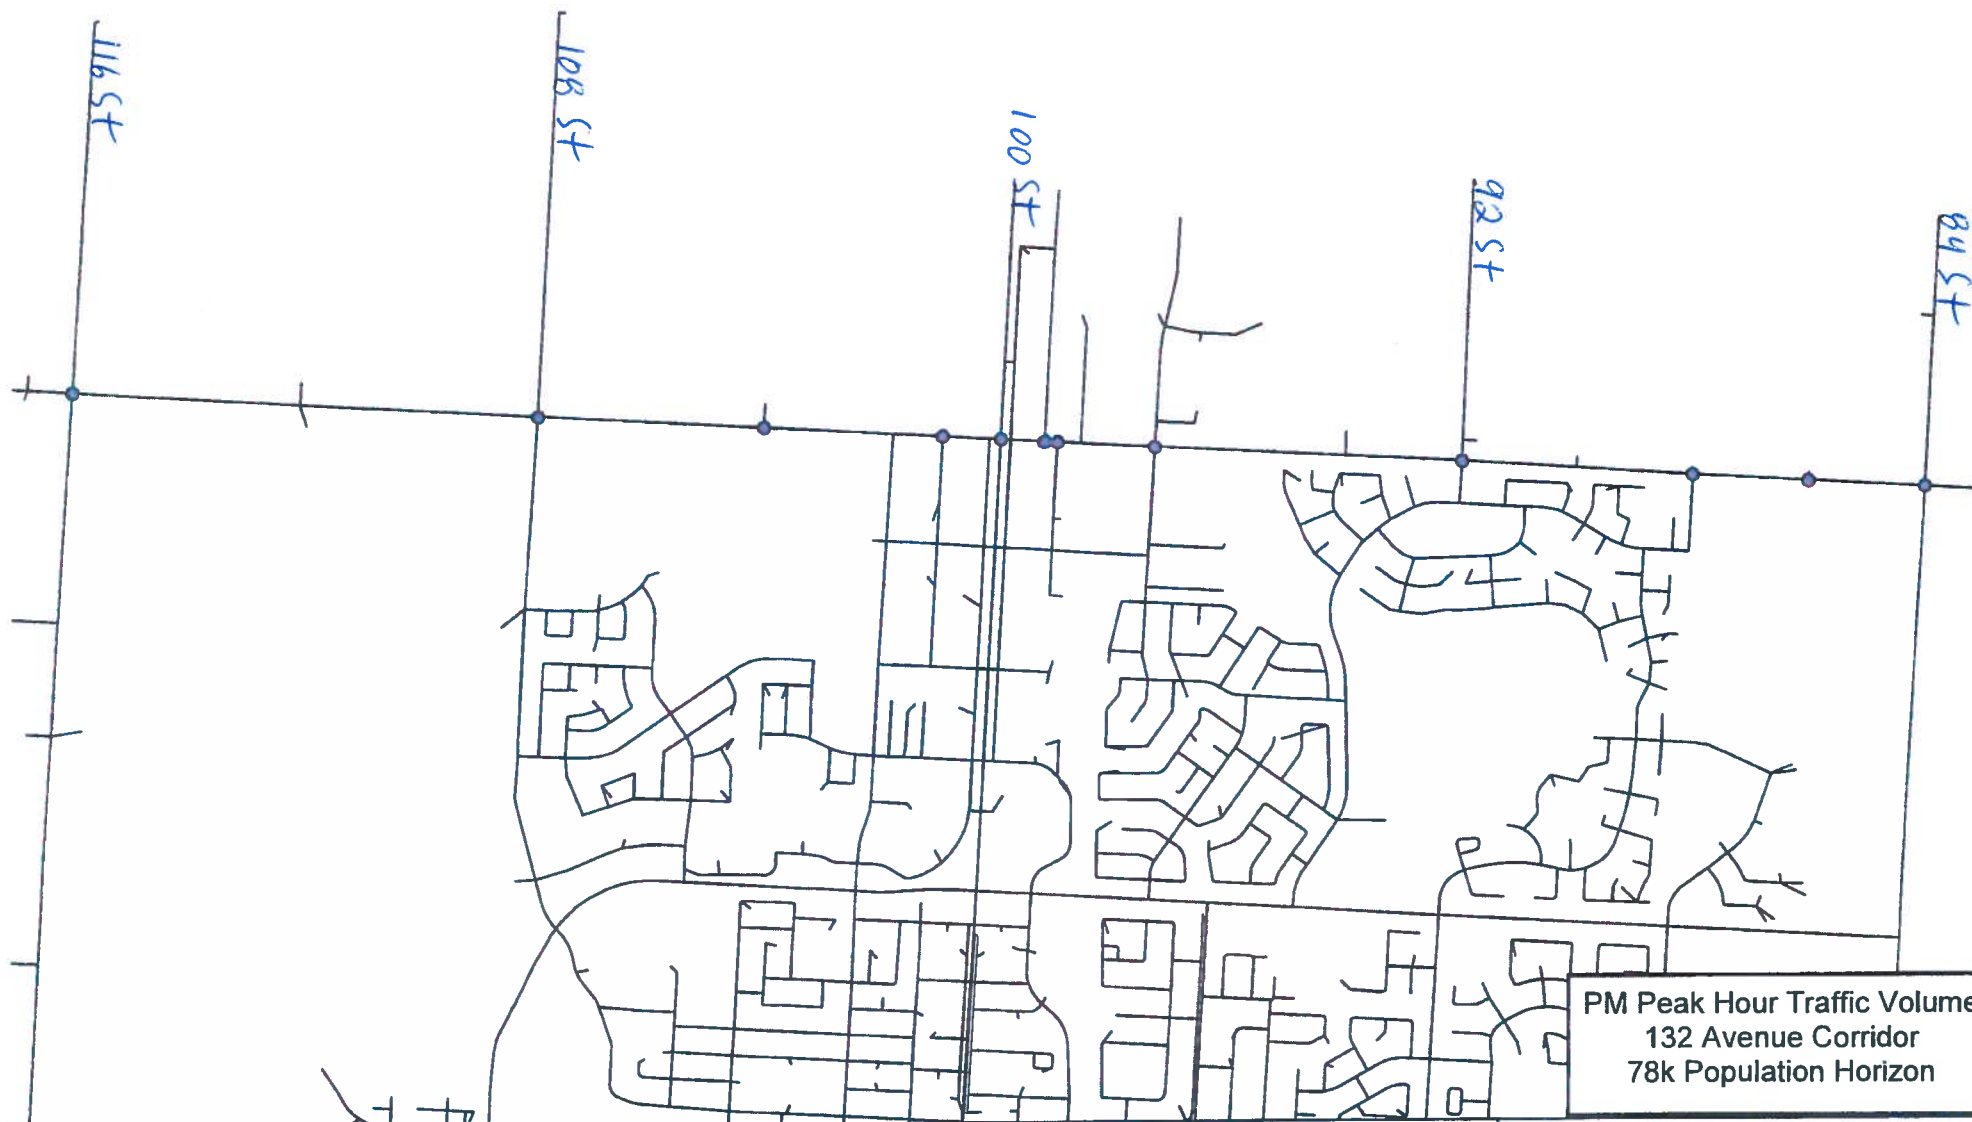 116 St
108 St
100 St
92 St
84 St
PM Peak Hour Traffic Volume
132 Avenue Corridor
78k Population Horizon